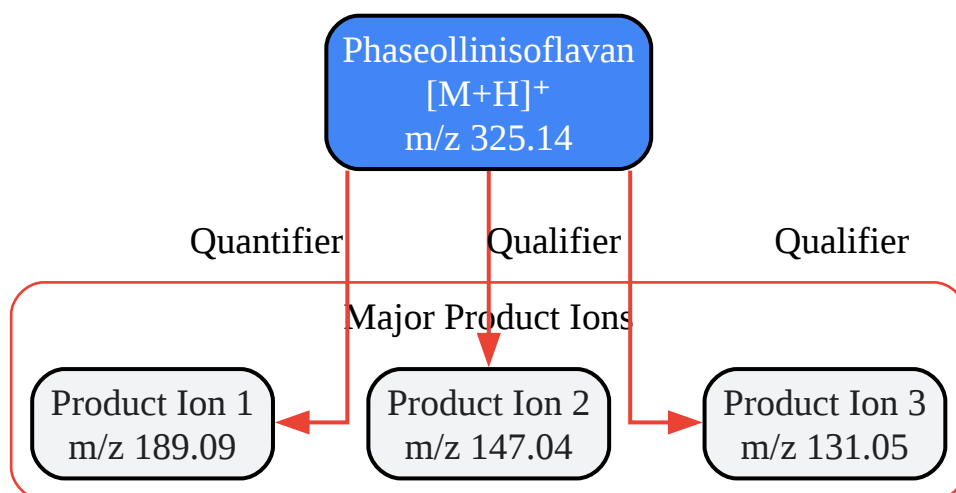 Phaseollinisoflavan
[M+H]⁺
m/z 325.14
Quantifier
Qualifier
Qualifier
Major Product Ions
Product Ion 1
m/z 189.09
Product Ion 2
m/z 147.04
Product Ion 3
m/z 131.05